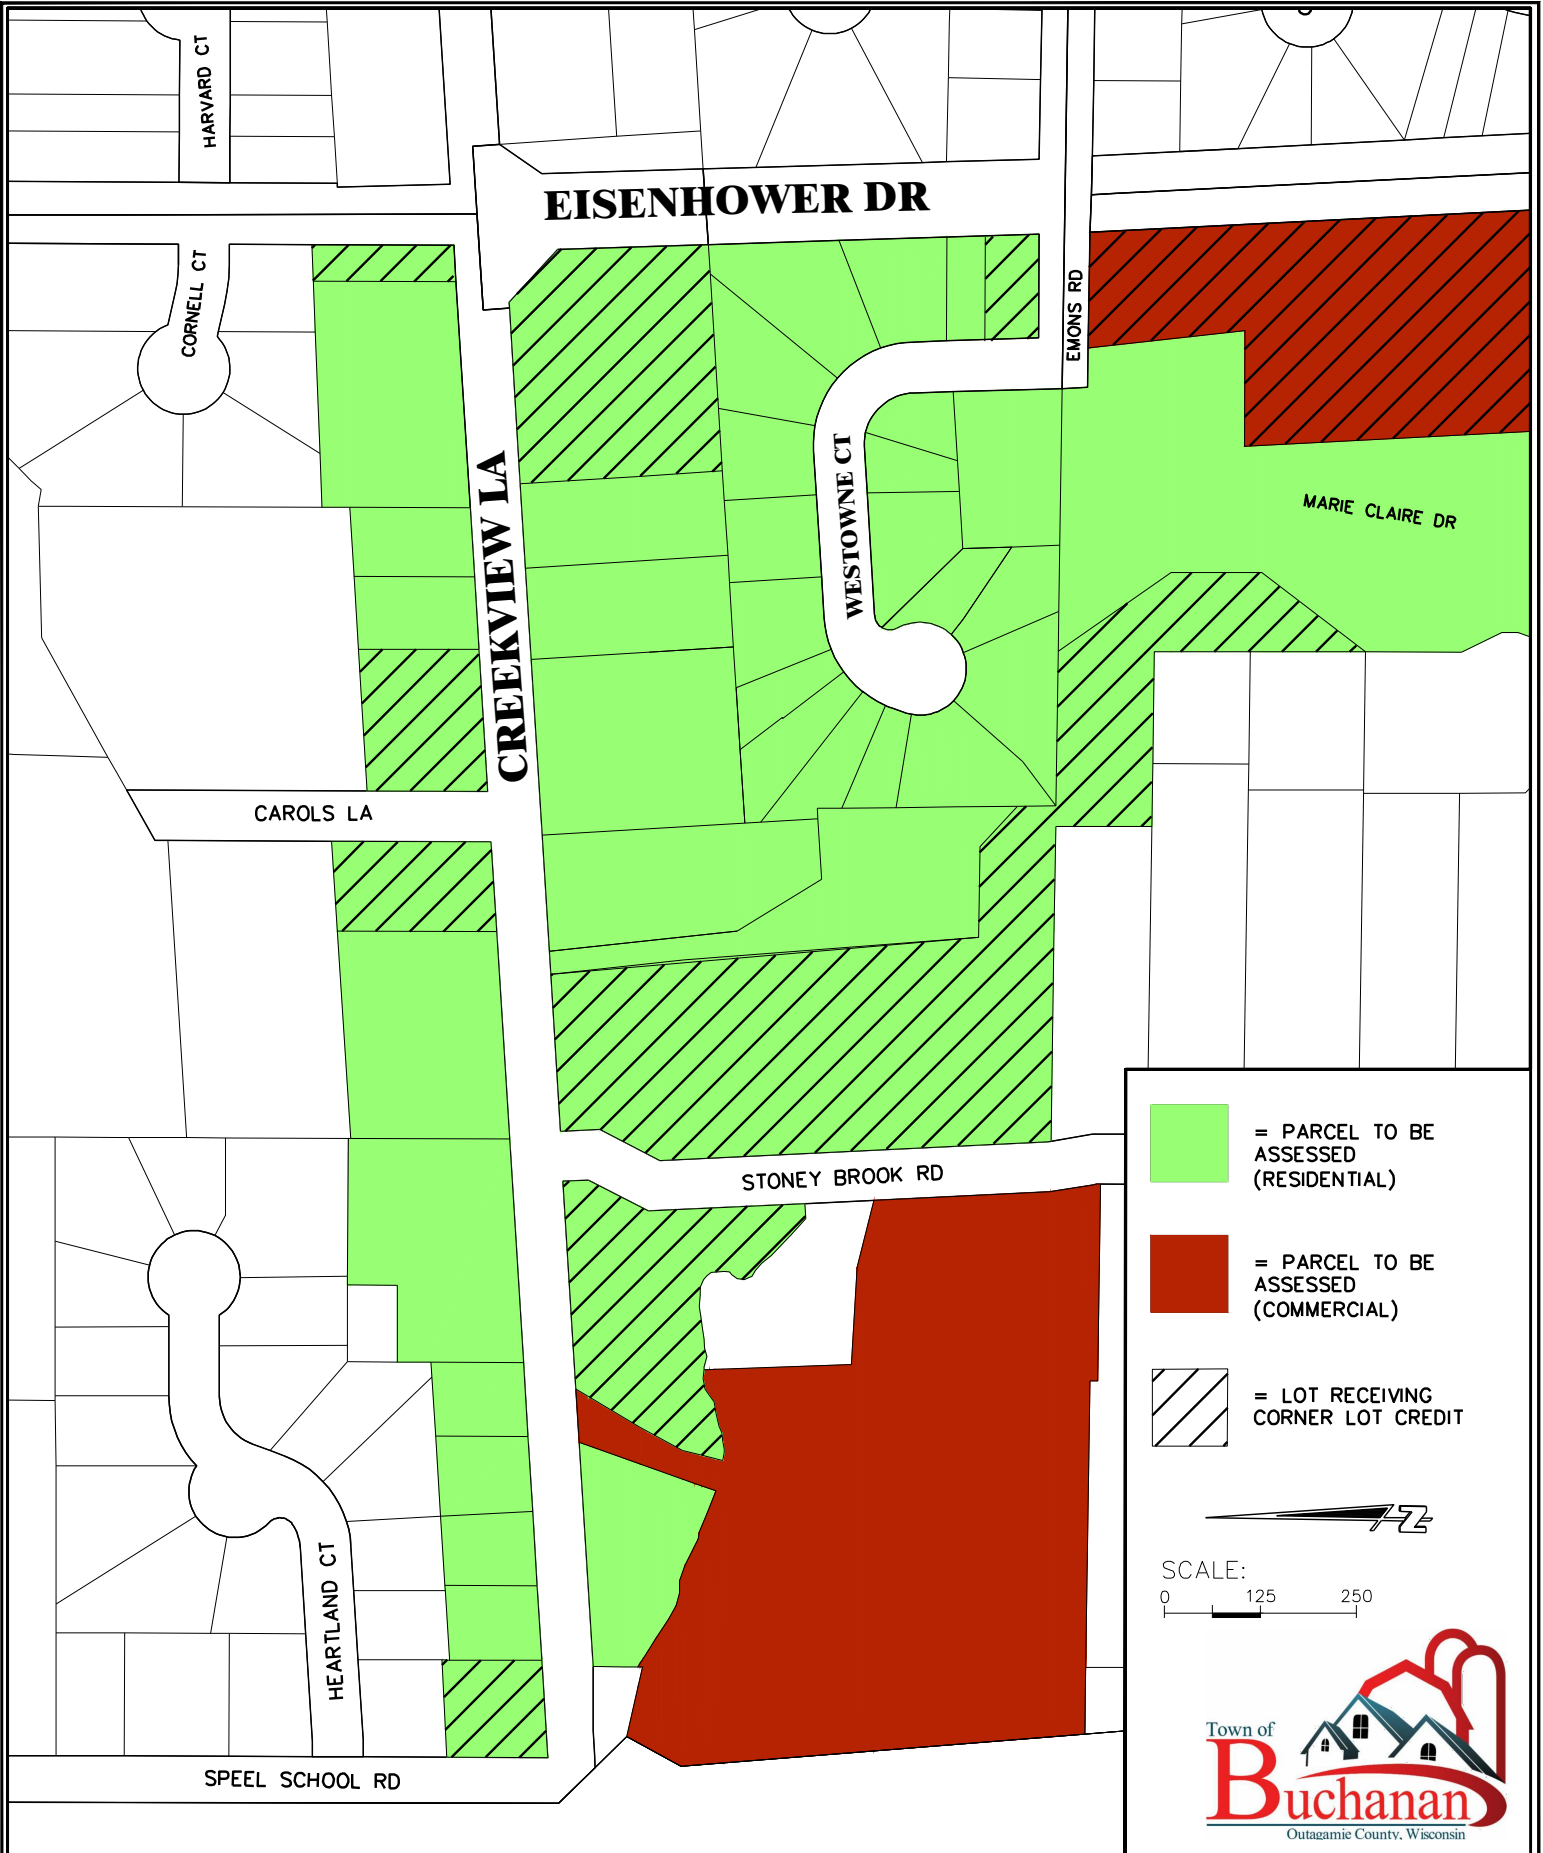 HARVARD CT
EISENHOWER DR
CORNELL CT
EMONS RD
CREEKVIEW LA
WESTOWNE CT
MARIE CLAIRE DR
CAROLS LA
STONEY BROOK RD
= PARCEL TO BE
ASSESSED
(RESIDENTIAL)
= PARCEL TO BE
ASSESSED
(COMMERCIAL)
= LOT RECEIVING
CORNER LOT CREDIT
Z
SCALE:
0 125 250
HEARTLAND CT
SPEEL SCHOOL RD
Town of
Buchanan
Outagamie County, Wisconsin